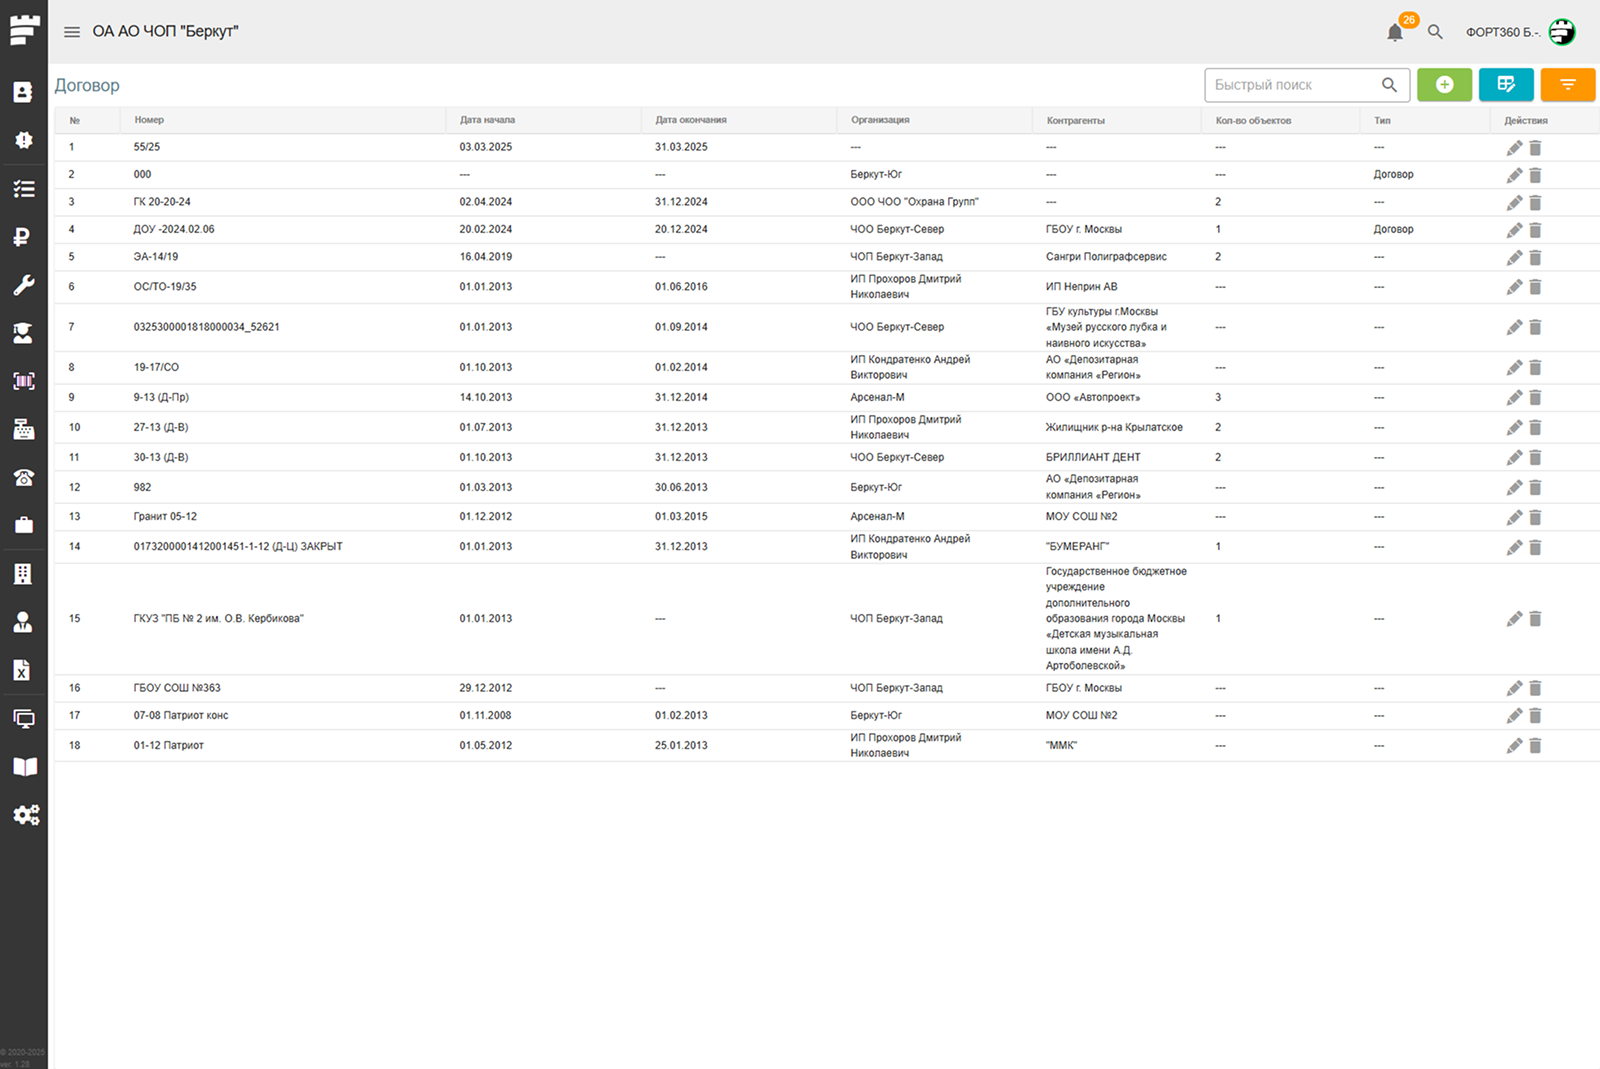 ОА АО ЧОП "Беркут"
26
ФОРТ360 Б.-.
Договор
Быстрый поиск
№ Номер Дата начала Дата окончания Организация Контрагенты Кол-во объектов Тип Действия
1 55/25 03.03.2025 31.03.2025 --- --- --- ---
2 000 --- --- Беркут-Юг --- --- Договор
3 ГК 20-20-24 02.04.2024 31.12.2024 ООО ЧОО "Охрана Групп" --- 2 ---
4 ДОУ -2024.02.06 20.02.2024 20.12.2024 ЧОО Беркут-Север ГБОУ г. Москвы 1 Договор
5 ЭА-14/19 16.04.2019 --- ЧОП Беркут-Запад Сангри Полиграфсервис 2 ---
6 ОС/ТО-19/35 01.01.2013 01.06.2016 ИП Прохоров Дмитрий
Николаевич ИП Неприн АВ --- ---
7 0325300001818000034_52621 01.01.2013 01.09.2014 ЧОО Беркут-Север ГБУ культуры г.Москвы
«Музей русского лубка и
наивного искусства» --- ---
8 19-17/СО 01.10.2013 01.02.2014 ИП Кондратенко Андрей
Викторович АО «Депозитарная
компания «Регион» --- ---
9 9-13 (Д-Пр) 14.10.2013 31.12.2014 Арсенал-М ООО «Автопроект» 3 ---
10 27-13 (Д-В) 01.07.2013 31.12.2013 ИП Прохоров Дмитрий
Николаевич Жилищник р-на Крылатское 2 ---
11 30-13 (Д-В) 01.10.2013 31.12.2013 ЧОО Беркут-Север БРИЛЛИАНТ ДЕНТ 2 ---
12 982 01.03.2013 30.06.2013 Беркут-Юг АО «Депозитарная
компания «Регион» --- ---
13 Гранит 05-12 01.12.2012 01.03.2015 Арсенал-М МОУ СОШ №2 --- ---
14 0173200001412001451-1-12 (Д-Ц) ЗАКРЫТ 01.01.2013 31.12.2013 ИП Кондратенко Андрей
Викторович "БУМЕРАНГ" 1 ---
15 ГКУЗ "ПБ № 2 им. О.В. Кербикова" 01.01.2013 --- ЧОП Беркут-Запад Государственное бюджетное
учреждение
дополнительного
образования города Москвы
«Детская музыкальная
школа имени А.Д.
Артоболевской» 1 ---
16 ГБОУ СОШ №363 29.12.2012 --- ЧОП Беркут-Запад ГБОУ г. Москвы --- ---
17 07-08 Патриот конс 01.11.2008 01.02.2013 Беркут-Юг МОУ СОШ №2 --- ---
18 01-12 Патриот 01.05.2012 25.01.2013 ИП Прохоров Дмитрий
Николаевич "ММК" --- ---
© 2020-2025
ver. 1.28